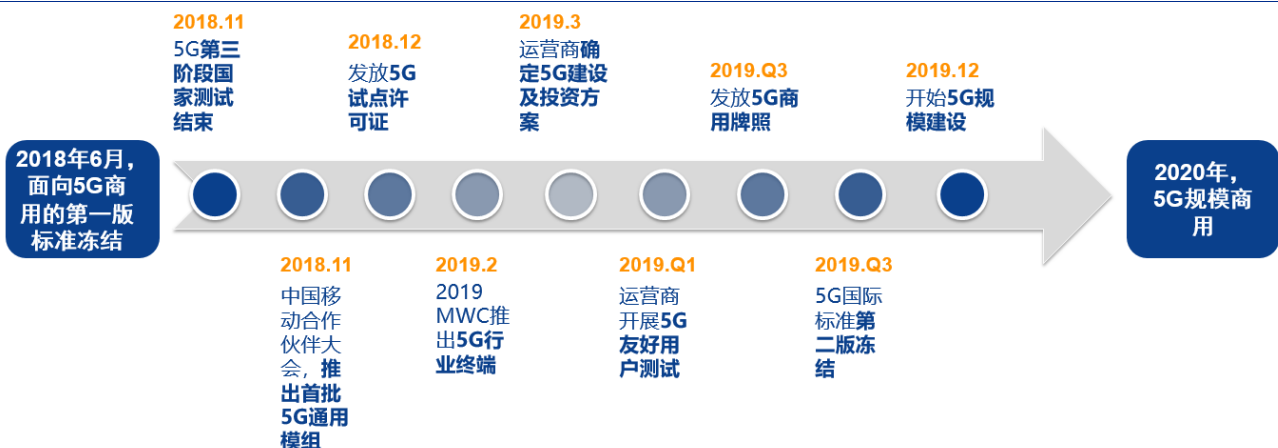 2018年6月，
面向5G商
用的第一版
标准冻结
2018.11
5G第三
阶段国
家测试
结束
2018.11
中国移
动合作
伙伴大
会，推
出首批
5G通用
模组
2018.12
发放5G
试点许
可证
2019.2
2019
MWC推
出5G行
业终端
2019.3
运营商确
定5G建设
及投资方
案
2019.Q1
运营商
开展5G
友好用
户测试
2019.Q3
发放5G商
用牌照
2019.Q3
5G国际
标准第
二版冻
结
2019.12
开始5G规
模建设
2020年，
5G规模商
用